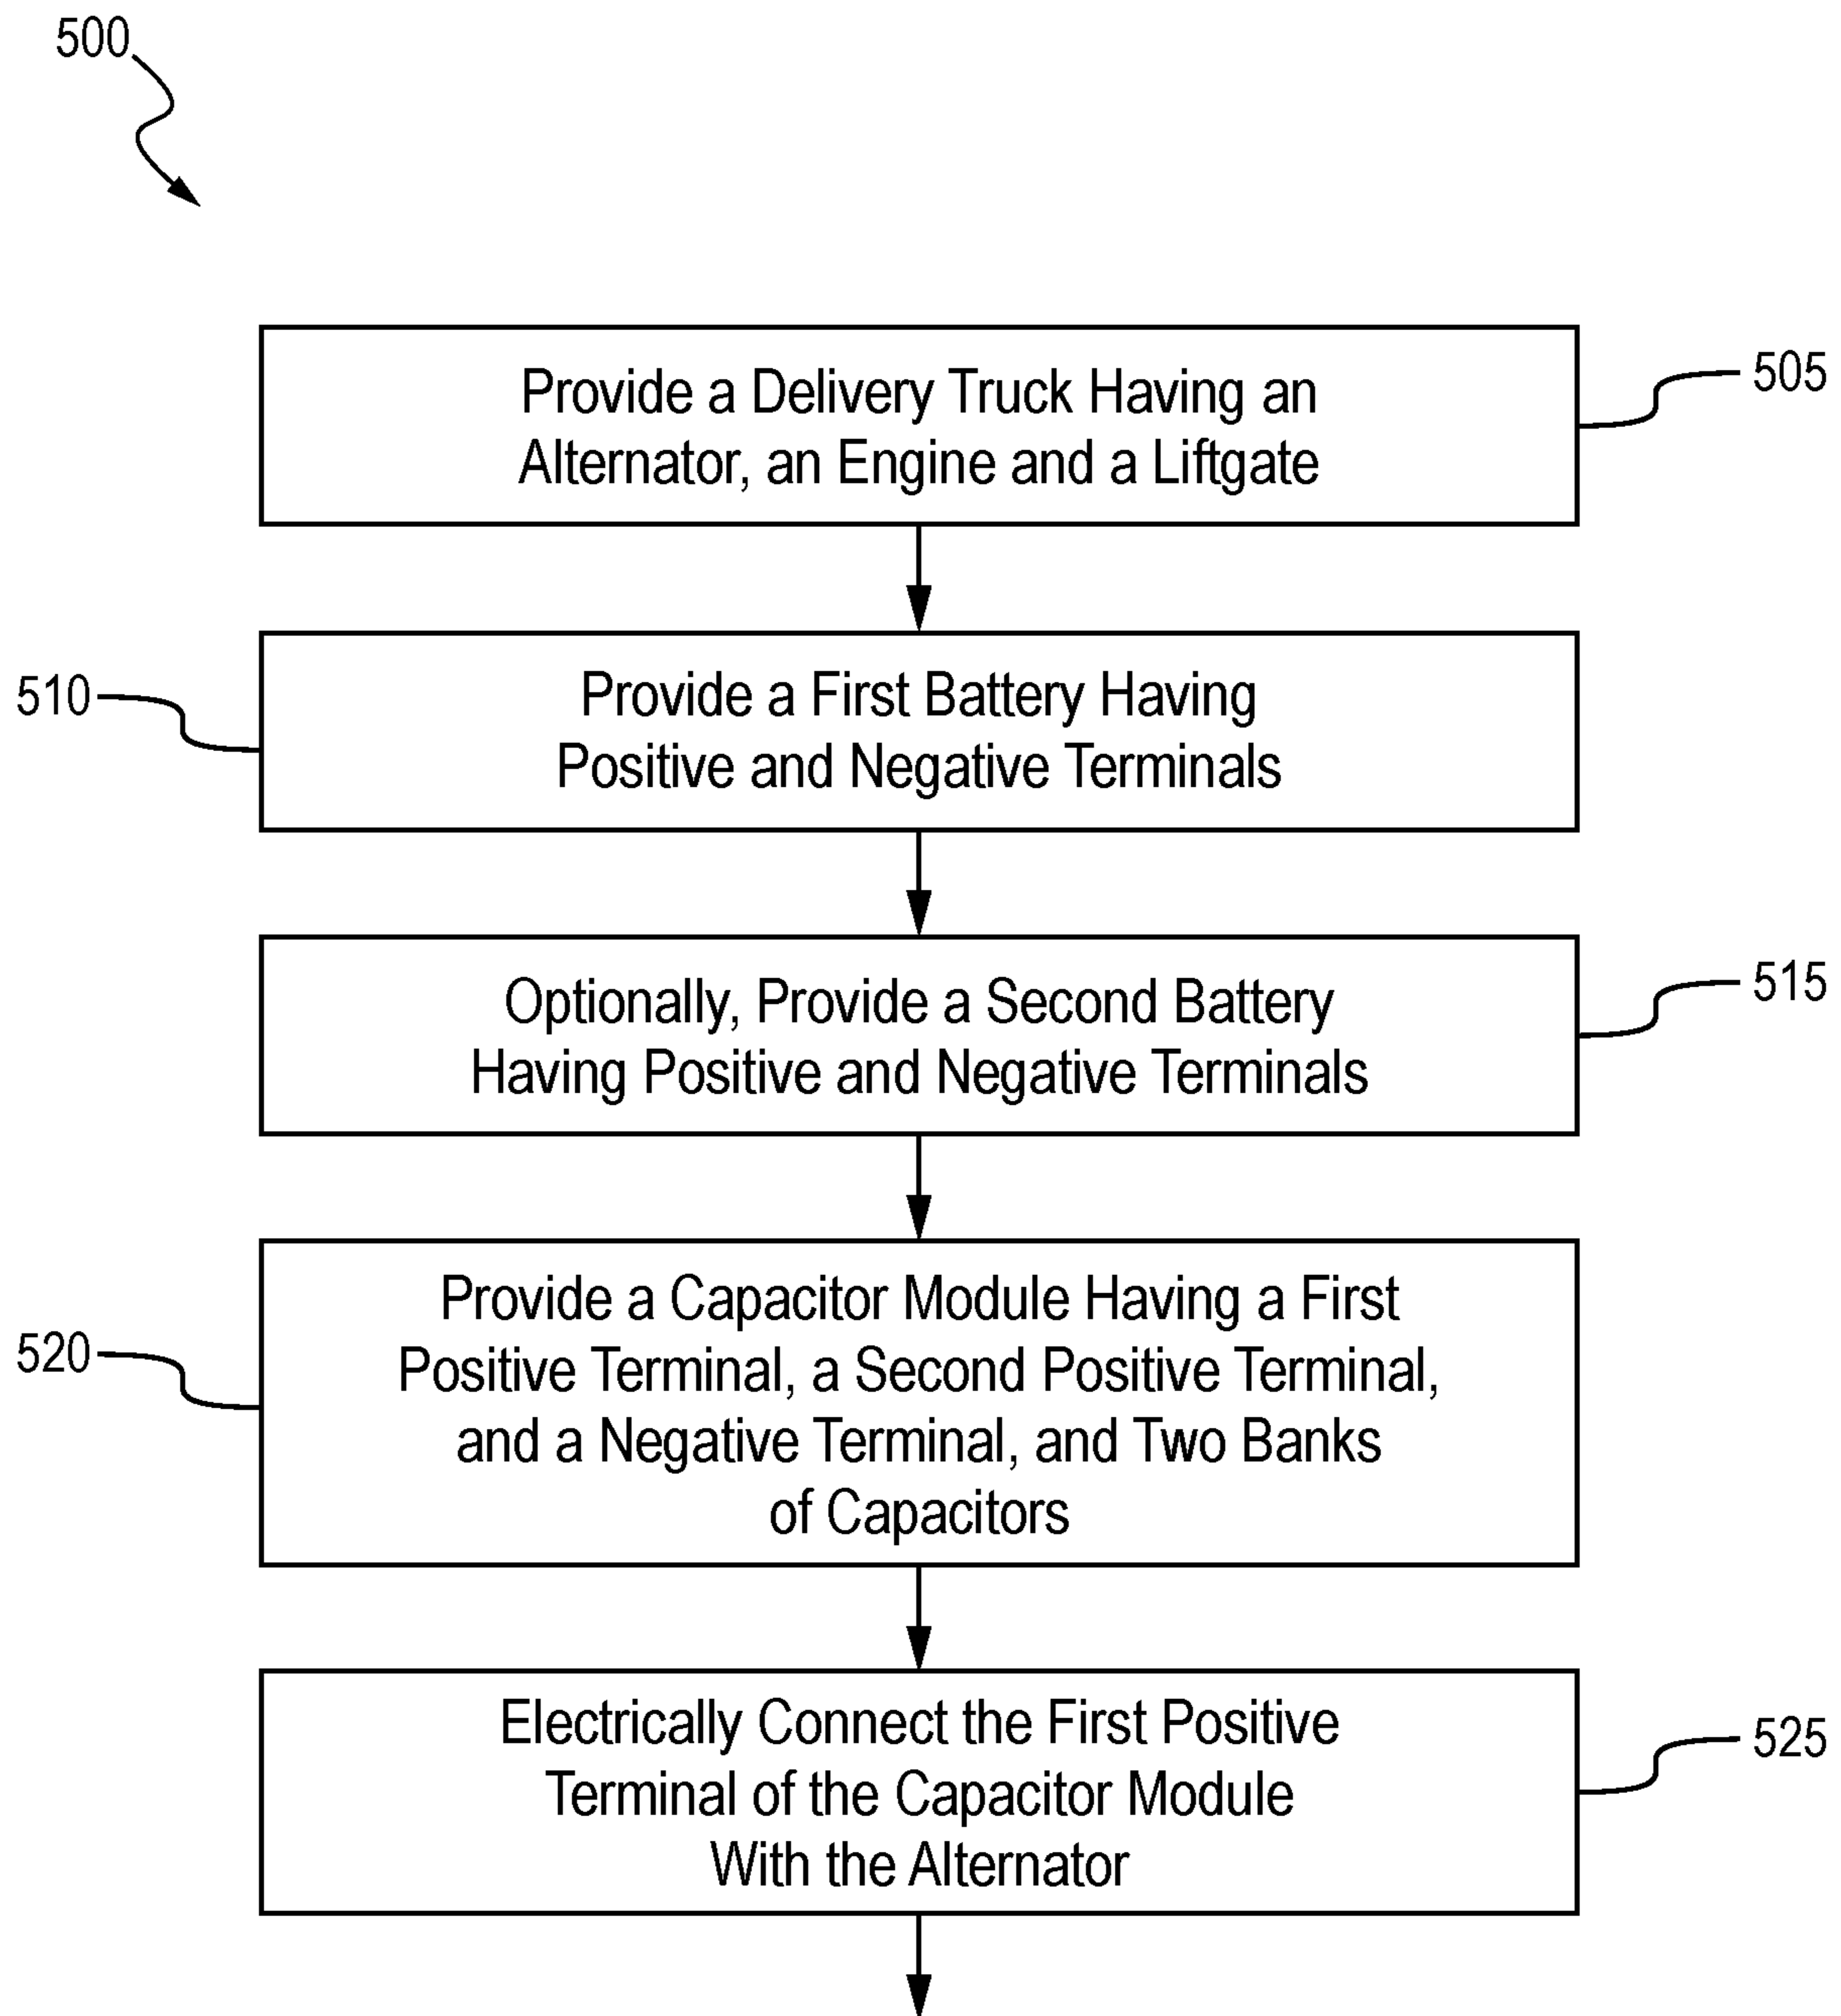 500
Provide a Delivery Truck Having an
Alternator, an Engine and a Liftgate
505
510
Provide a First Battery Having
Positive and Negative Terminals
Optionally, Provide a Second Battery
Having Positive and Negative Terminals
515
520
Provide a Capacitor Module Having a First
Positive Terminal, a Second Positive Terminal,
and a Negative Terminal, and Two Banks
of Capacitors
Electrically Connect the First Positive
Terminal of the Capacitor Module
With the Alternator
525